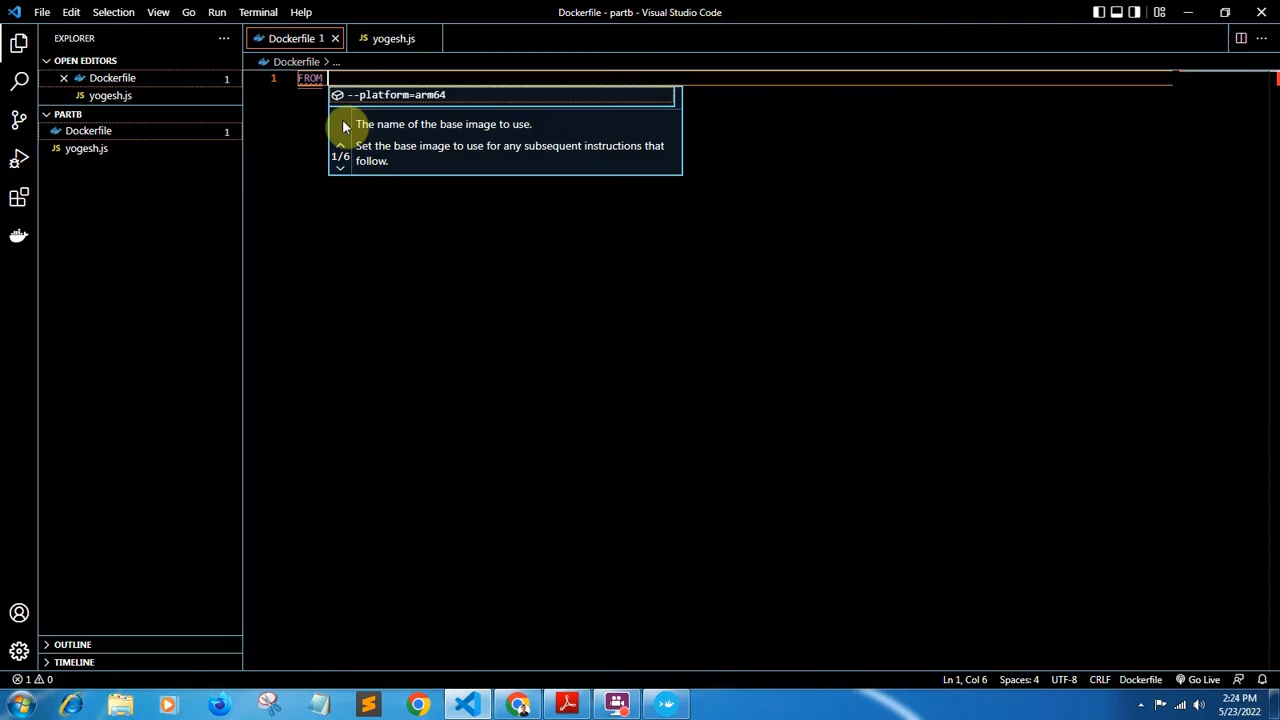 File Edit Selection View Go Run Terminal Help Dockerfile - partb - Visual Studio Code
EXPLORER
OPEN EDITORS
Dockerfile 1
JS yogesh.js
PARTB
Dockerfile 1
JS yogesh.js
OUTLINE
TIMELINE
Dockerfile 1 JS yogesh.js
Dockerfile > ...
1 FROM
--platform=arm64
The name of the base image to use.
1/6 Set the base image to use for any subsequent instructions that
follow.
1 0 Ln 1, Col 6 Spaces: 4 UTF-8 CRLF Dockerfile Go Live
2:24 PM
5/23/2022